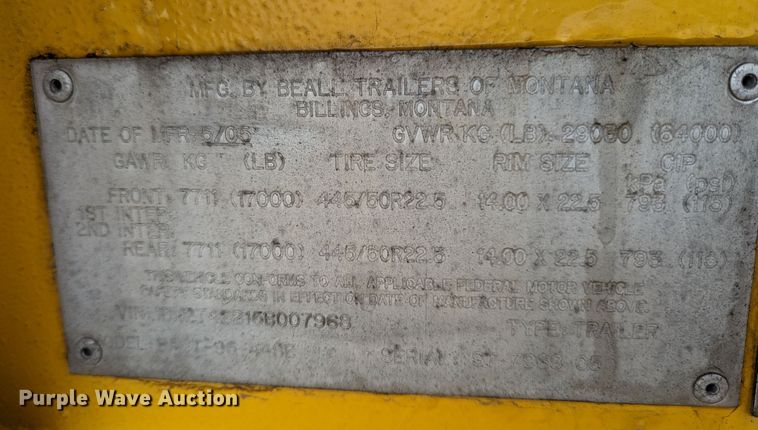 MFG. BY BEALL TRAILERS OF MONTANA
BILLINGS, MONTANA
DATE OF MFR. 5/06 GVWR KG (LB) 29030 (64000)
GAWR KG (LB) TIRE SIZE RIM SIZE CIP
kPa (psi)
FRONT: 7711 (17000) 445/50R22.5 14.00 X 22.5 793 (115)
1ST INTER.
2ND INTER.
REAR: 7711 (17000) 445/50R22.5 14.00 X 22.5 793 (115)
THIS VEHICLE CONFORMS TO ALL APPLICABLE FEDERAL MOTOR VEHICLE
SAFETY STANDARDS IN EFFECT ON DATE OF MANUFACTURE SHOWN ABOVE.
TYPE: TRAILER
SERIAL
Purple Wave Auction